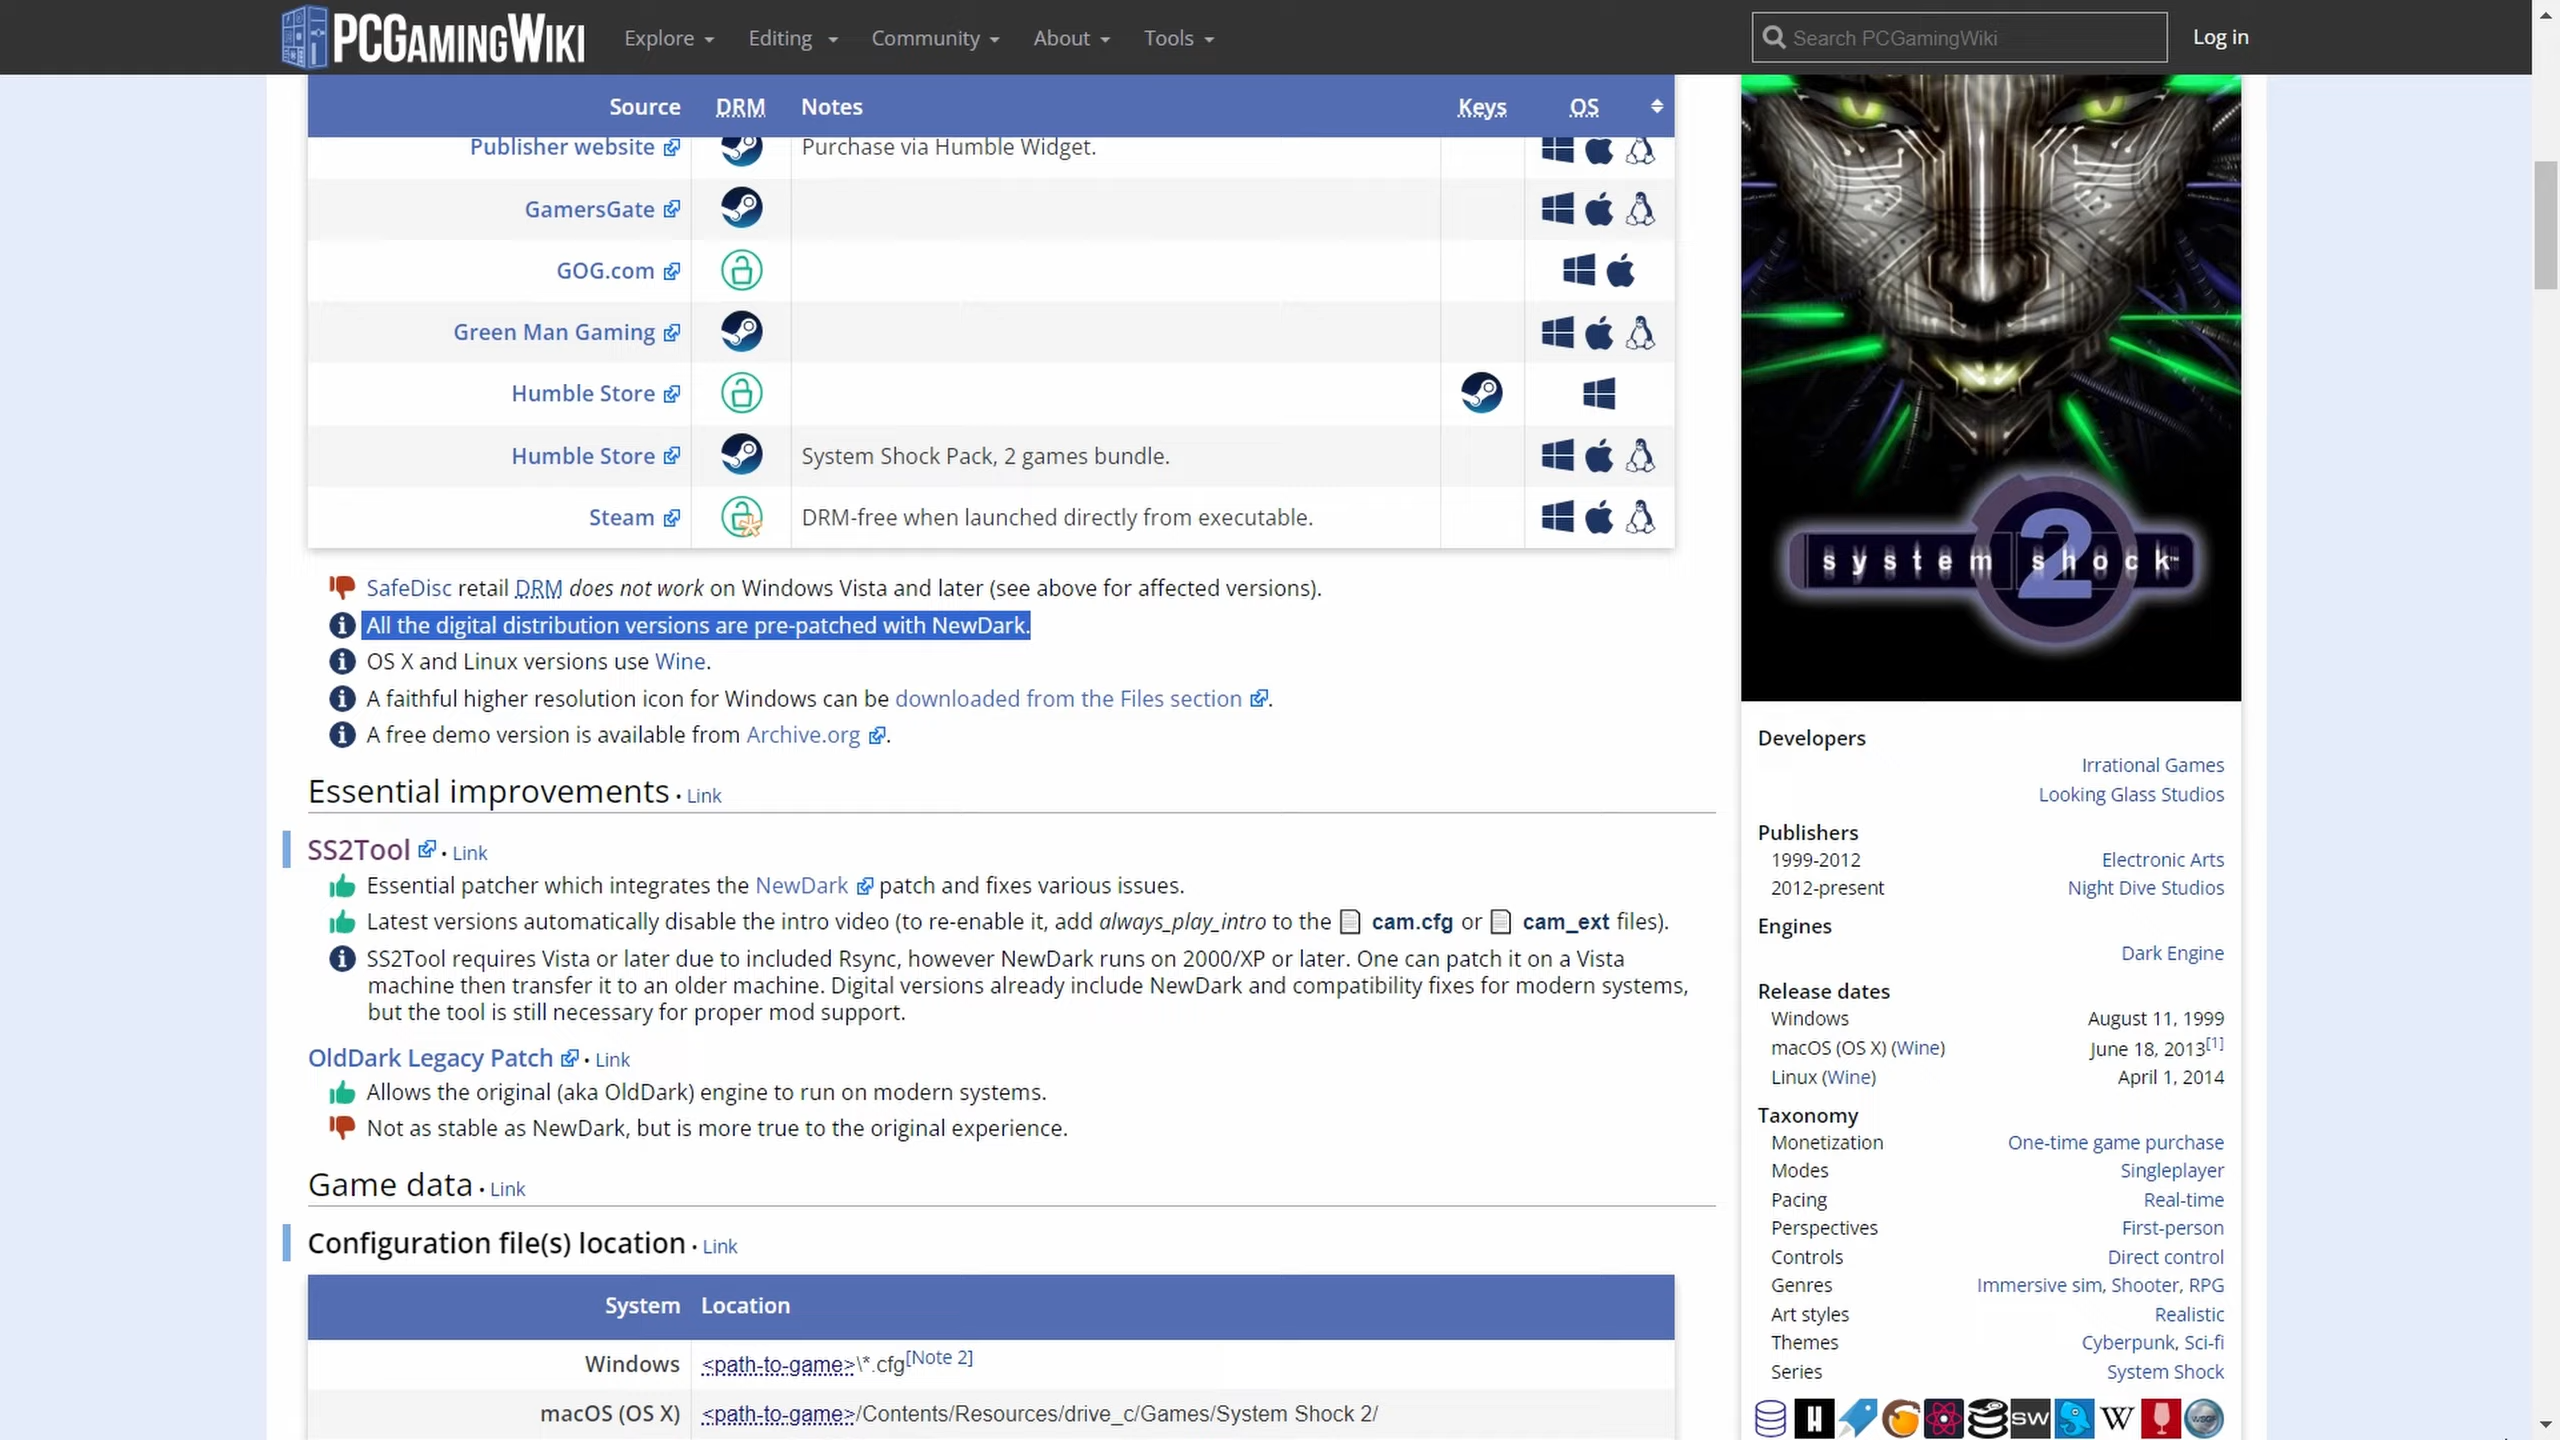 PCGamingWiki
Explore
Editing
Community
About
Tools
Search PCGamingWiki
Log in
Source DRM Notes Keys OS
Publisher website Purchase via Humble Widget.
GamersGate
GOG.com
Green Man Gaming
Humble Store
Humble Store System Shock Pack, 2 games bundle.
Steam DRM-free when launched directly from executable.
SafeDisc retail DRM does not work on Windows Vista and later (see above for affected versions).
All the digital distribution versions are pre-patched with NewDark.
OS X and Linux versions use Wine.
A faithful higher resolution icon for Windows can be downloaded from the Files section.
A free demo version is available from Archive.org.
Essential improvements • Link
SS2Tool • Link
Essential patcher which integrates the NewDark patch and fixes various issues.
Latest versions automatically disable the intro video (to re-enable it, add always_play_intro to the cam.cfg or cam_ext files).
SS2Tool requires Vista or later due to included Rsync, however NewDark runs on 2000/XP or later. One can patch it on a Vista
machine then transfer it to an older machine. Digital versions already include NewDark and compatibility fixes for modern systems,
but the tool is still necessary for proper mod support.
OldDark Legacy Patch • Link
Allows the original (aka OldDark) engine to run on modern systems.
Not as stable as NewDark, but is more true to the original experience.
Game data • Link
Configuration file(s) location • Link
System Location
Windows <path-to-game>\*.cfg[Note 2]
macOS (OS X) <path-to-game>/Contents/Resources/drive_c/Games/System Shock 2/
system shock™
2
Developers
Irrational Games
Looking Glass Studios
Publishers
1999-2012 Electronic Arts
2012-present Night Dive Studios
Engines
Dark Engine
Release dates
Windows August 11, 1999
macOS (OS X) (Wine) June 18, 2013[1]
Linux (Wine) April 1, 2014
Taxonomy
Monetization One-time game purchase
Modes Singleplayer
Pacing Real-time
Perspectives First-person
Controls Direct control
Genres Immersive sim, Shooter, RPG
Art styles Realistic
Themes Cyberpunk, Sci-fi
Series System Shock
H SW W WSGF